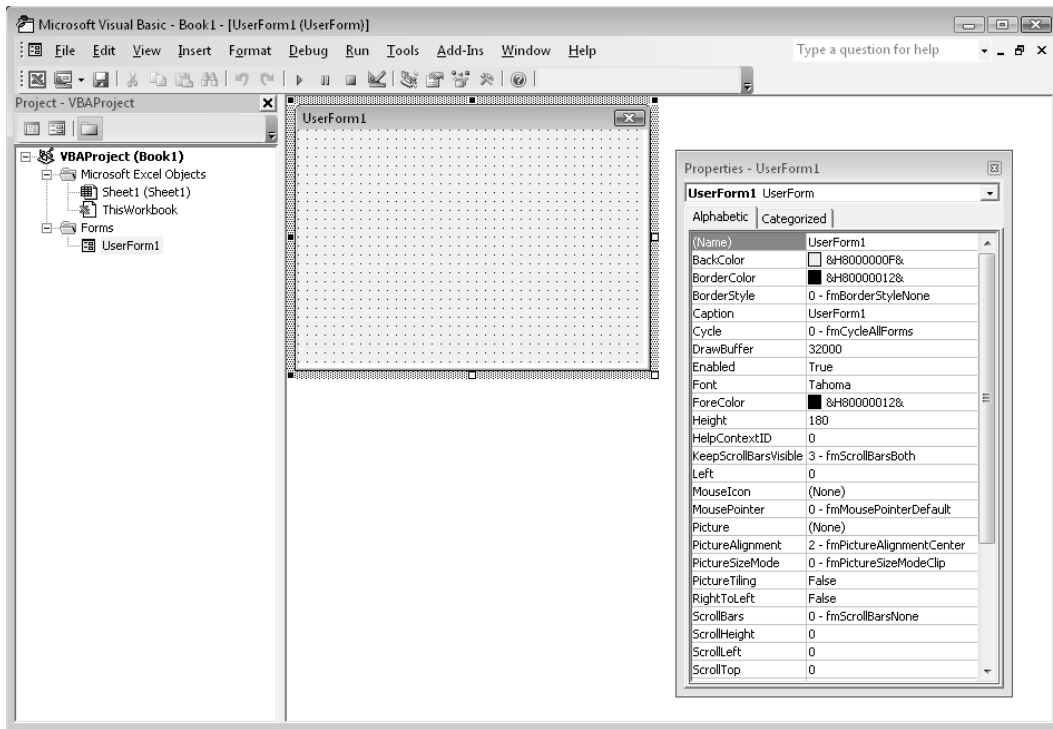 Microsoft Visual Basic - Book1 - [UserForm1 (UserForm)]
File Edit View Insert Format Debug Run Tools Add-Ins Window Help Type a question for help
Project - VBAProject
VBAProject (Book1)
Microsoft Excel Objects
Sheet1 (Sheet1)
ThisWorkbook
Forms
UserForm1
UserForm1
Properties - UserForm1
UserForm1 UserForm
Alphabetic Categorized
(Name) UserForm1
BackColor &H8000000F&
BorderColor &H80000012&
BorderStyle 0 - fmBorderStyleNone
Caption UserForm1
Cycle 0 - fmCycleAllForms
DrawBuffer 32000
Enabled True
Font Tahoma
ForeColor &H80000012&
Height 180
HelpContextID 0
KeepScrollBarsVisible 3 - fmScrollBarsBoth
Left 0
MouseIcon (None)
MousePointer 0 - fmMousePointerDefault
Picture (None)
PictureAlignment 2 - fmPictureAlignmentCenter
PictureSizeMode 0 - fmPictureSizeModeClip
PictureTiling False
RightToLeft False
ScrollBars 0 - fmScrollBarsNone
ScrollHeight 0
ScrollLeft 0
ScrollTop 0